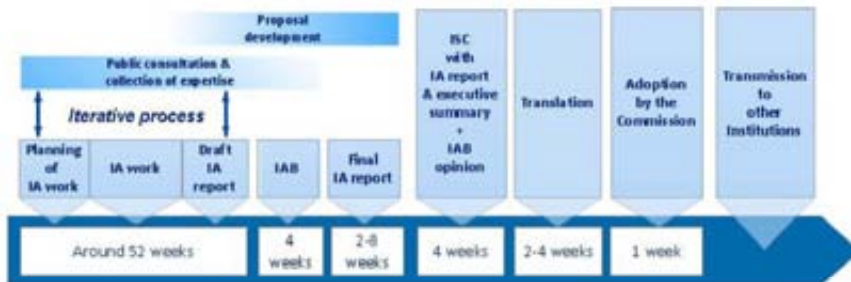 Proposal
development
Public consultation &
collection of expertise
Iterative process
Planning
of
IA work
IA work
Draft
IA
report
IAB
Final
IA report
ISC
with
IA report
& executive
summary
+
IAB
opinion
Translation
Adoption
by the
Commission
Transmission
to
other
Institutions
Around 52 weeks
4
weeks
2-8
weeks
4 weeks
2-4 weeks
1 week